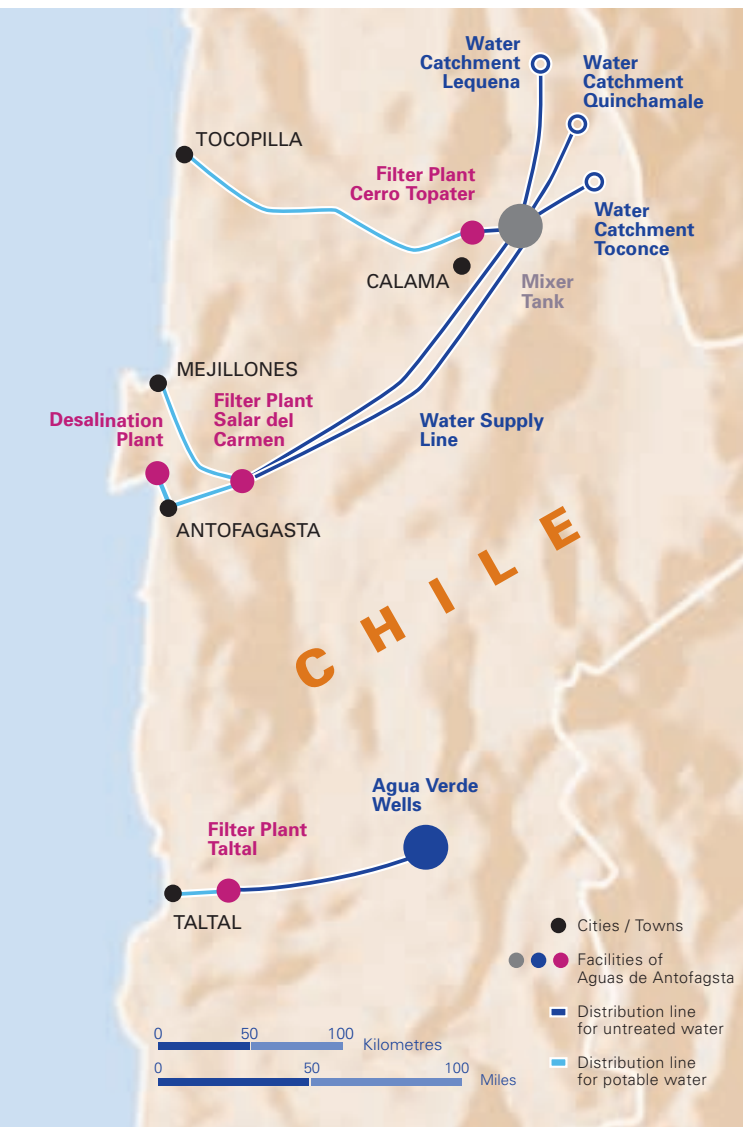 Water
Catchment
Lequena
Water
Catchment
Quinchamale
TOCOPILLA
Filter Plant
Cerro Topater
Water
Catchment
Toconce
CALAMA
Mixer
Tank
MEJILLONES
Desalination
Plant
Filter Plant
Salar del
Carmen
Water Supply
Line
ANTOFAGASTA
CHILE
Agua Verde
Wells
Filter Plant
Taltal
TALTAL
Cities / Towns
Facilities of
Aguas de Antofagsta
Distribution line
for untreated water
Distribution line
for potable water
0 50 100 Kilometres
0 50 100 Miles